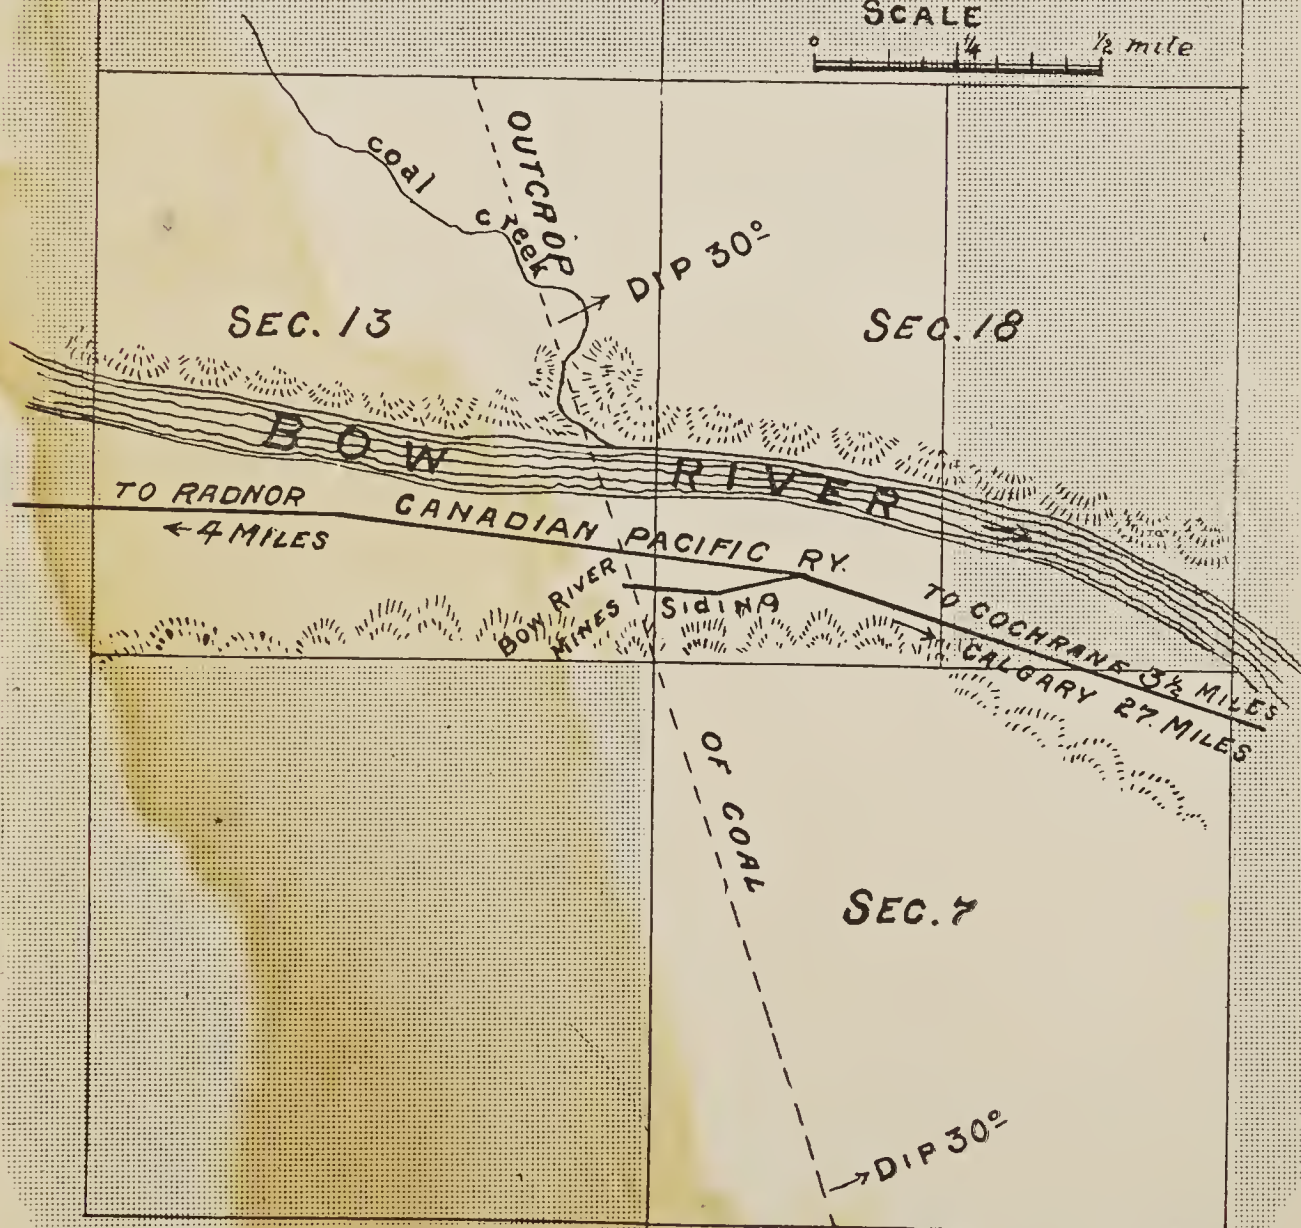 SCALE
0 1/4 1/2 mile
OUTCROP
coal creek
DIP 30°
SEC. 13
SEC. 18
BOW RIVER
TO RADNOR
← 4 MILES
CANADIAN PACIFIC RY.
BOW RIVER
MINES
SIDING
TO COCHRANE 3½ MILES
CALGARY 27. MILES
OF COAL
SEC. 7
DIP 30°